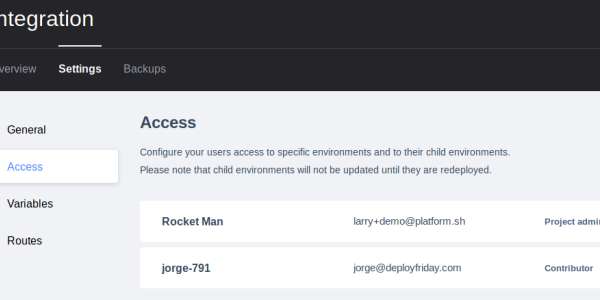 ntegration
verview Settings Backups
General
Access
Variables
Routes
Access
Configure your users access to specific environments and to their child environments.
Please note that child environments will not be updated until they are redeployed.
Rocket Man larry+demo@platform.sh Project admi
jorge-791 jorge@deployfriday.com Contributor